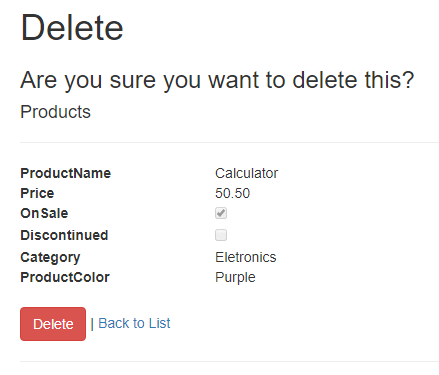 Delete
Are you sure you want to delete this?
Products
ProductName Calculator
Price 50.50
OnSale
Discontinued
Category Eletronics
ProductColor Purple
Delete | Back to List